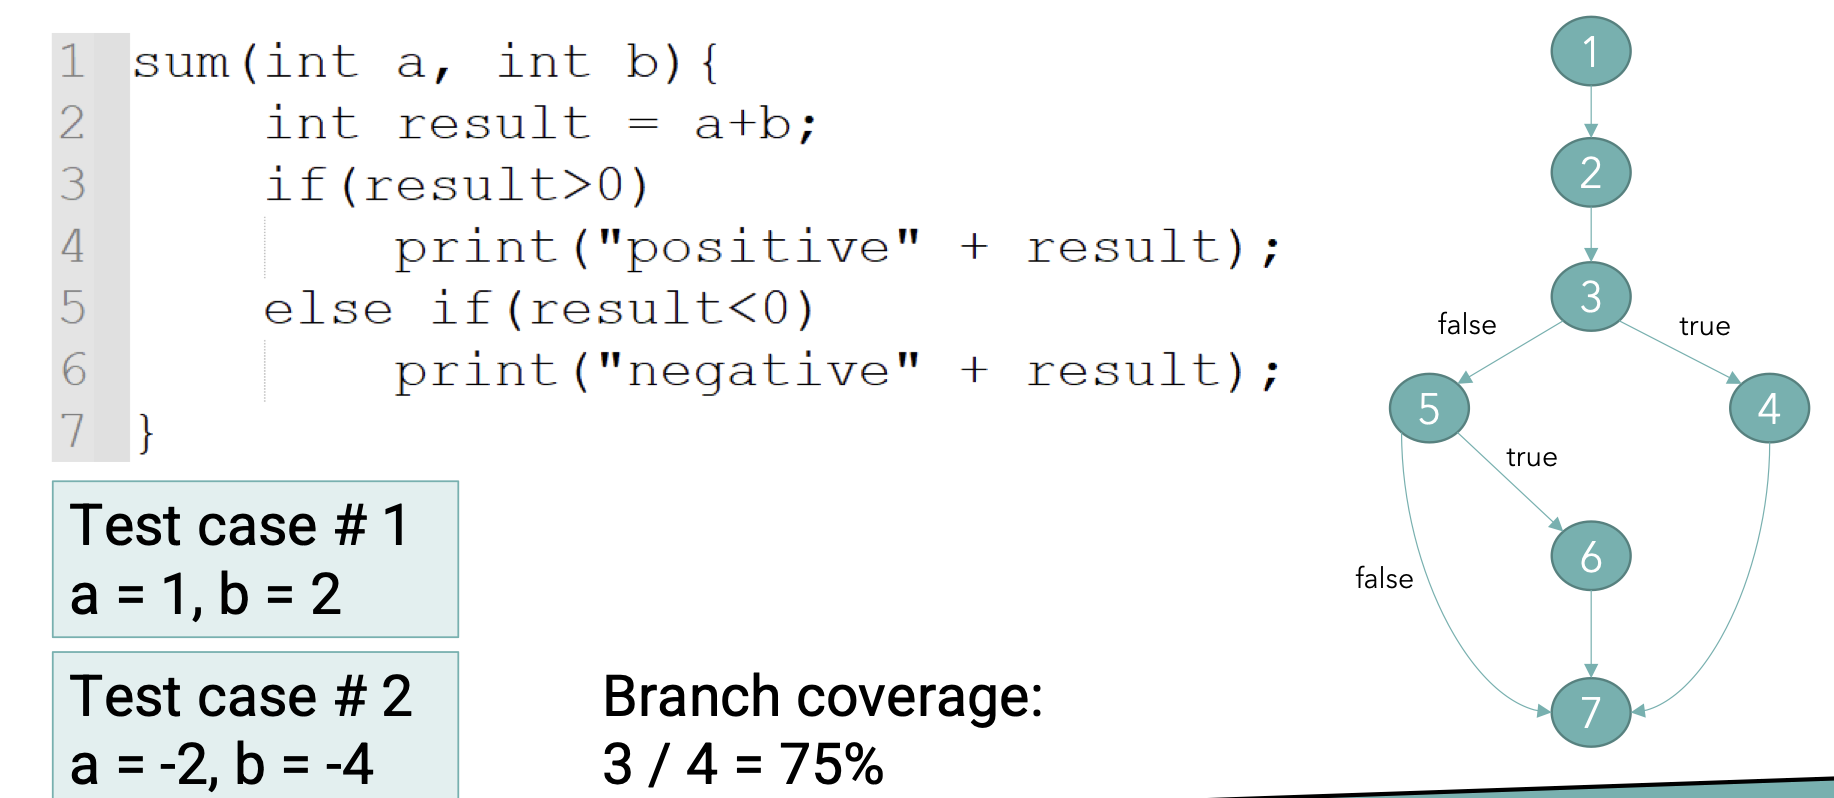 1 sum(int a, int b){
2 int result = a+b;
3 if(result>0)
4 print("positive" + result);
5 else if(result<0)
6 print("negative" + result);
7 }
Test case # 1
a = 1, b = 2
Test case # 2
a = -2, b = -4
Branch coverage:
3 / 4 = 75%
1
2
3
false
true
5
4
true
6
false
7